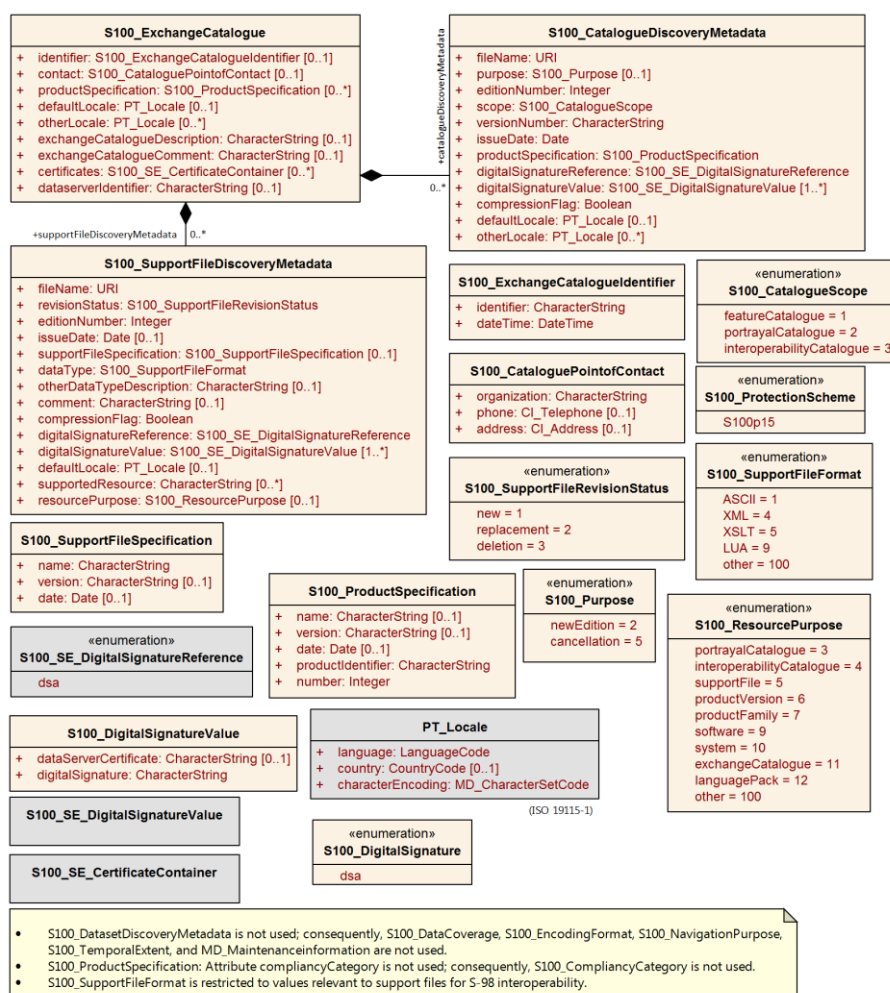 S100_ExchangeCatalogue
+ identifier: S100_ExchangeCatalogueIdentifier [0..1]
+ contact: S100_CataloguePointofContact [0..1]
+ productSpecification: S100_ProductSpecification [0..*]
+ defaultLocale: PT_Locale [0..1]
+ otherLocale: PT_Locale [0..*]
+ exchangeCatalogueDescription: CharacterString [0..1]
+ exchangeCatalogueComment: CharacterString [0..1]
+ certificates: S100_SE_CertificateContainer [0..*]
+ dataserverIdentifier: CharacterString [0..1]
+catalogueDiscoveryMetadata
0..*
S100_CatalogueDiscoveryMetadata
+ fileName: URI
+ purpose: S100_Purpose [0..1]
+ editionNumber: Integer
+ scope: S100_CatalogueScope
+ versionNumber: CharacterString
+ issueDate: Date
+ productSpecification: S100_ProductSpecification
+ digitalSignatureReference: S100_SE_DigitalSignatureReference
+ digitalSignatureValue: S100_SE_DigitalSignatureValue [1..*]
+ compressionFlag: Boolean
+ defaultLocale: PT_Locale [0..1]
+ otherLocale: PT_Locale [0..*]
+supportFileDiscoveryMetadata
0..*
S100_SupportFileDiscoveryMetadata
+ fileName: URI
+ revisionStatus: S100_SupportFileRevisionStatus
+ editionNumber: Integer
+ issueDate: Date [0..1]
+ supportFileSpecification: S100_SupportFileSpecification [0..1]
+ dataType: S100_SupportFileFormat
+ otherDataTypeDescription: CharacterString [0..1]
+ comment: CharacterString [0..1]
+ compressionFlag: Boolean
+ digitalSignatureReference: S100_SE_DigitalSignatureReference
+ digitalSignatureValue: S100_SE_DigitalSignatureValue [1..*]
+ defaultLocale: PT_Locale [0..1]
+ supportedResource: CharacterString [0..*]
+ resourcePurpose: S100_ResourcePurpose [0..1]
S100_ExchangeCatalogueIdentifier
+ identifier: CharacterString
+ dateTime: DateTime
«enumeration»
S100_CatalogueScope
featureCatalogue = 1
portrayalCatalogue = 2
interoperabilityCatalogue = 3
S100_CataloguePointofContact
+ organization: CharacterString
+ phone: CI_Telephone [0..1]
+ address: CI_Address [0..1]
«enumeration»
S100_ProtectionScheme
S100p15
«enumeration»
S100_SupportFileRevisionStatus
new = 1
replacement = 2
deletion = 3
«enumeration»
S100_SupportFileFormat
ASCII = 1
XML = 4
XSLT = 5
LUA = 9
other = 100
S100_SupportFileSpecification
+ name: CharacterString
+ version: CharacterString [0..1]
+ date: Date [0..1]
S100_ProductSpecification
+ name: CharacterString [0..1]
+ version: CharacterString [0..1]
+ date: Date [0..1]
+ productIdentifier: CharacterString
+ number: Integer
«enumeration»
S100_Purpose
newEdition = 2
cancellation = 5
«enumeration»
S100_ResourcePurpose
portrayalCatalogue = 3
interoperabilityCatalogue = 4
supportFile = 5
productVersion = 6
productFamily = 7
software = 9
system = 10
exchangeCatalogue = 11
languagePack = 12
other = 100
«enumeration»
S100_SE_DigitalSignatureReference
dsa
S100_DigitalSignatureValue
+ dataServerCertificate: CharacterString [0..1]
+ digitalSignature: CharacterString
PT_Locale
+ language: LanguageCode
+ country: CountryCode [0..1]
+ characterEncoding: MD_CharacterSetCode
(ISO 19115-1)
S100_SE_DigitalSignatureValue
«enumeration»
S100_DigitalSignature
dsa
S100_SE_CertificateContainer
• S100_DatasetDiscoveryMetadata is not used; consequently, S100_DataCoverage, S100_EncodingFormat, S100_NavigationPurpose,
S100_TemporalExtent, and MD_Maintenanceinformation are not used.
• S100_ProductSpecification: Attribute compliancyCategory is not used; consequently, S100_CompliancyCategory is not used.
• S100_SupportFileFormat is restricted to values relevant to support files for S-98 interoperability.